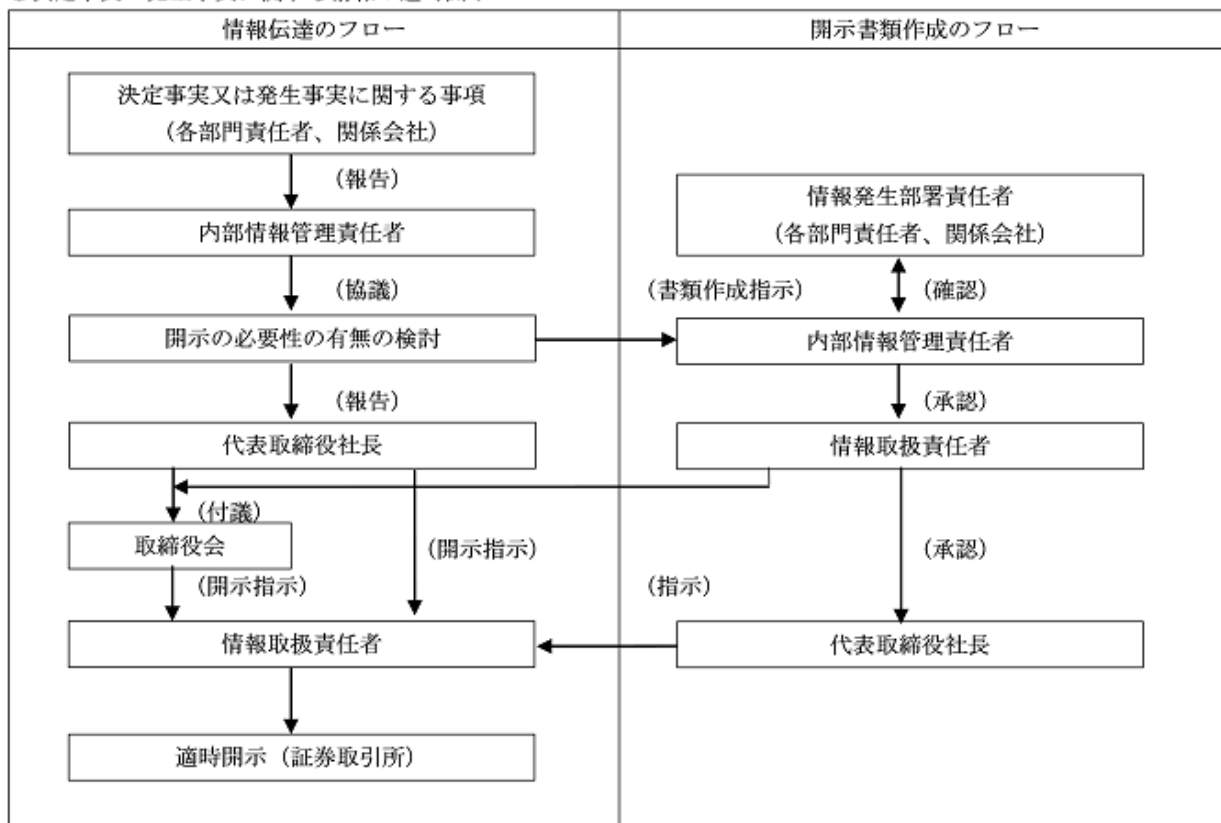 情報伝達のフロー
開示書類作成のフロー
決定事実又は発生事実に関する事項
(各部門責任者、関係会社)
(報告)
内部情報管理責任者
(協議)
開示の必要性の有無の検討
(報告)
代表取締役社長
(付議)
取締役会
(開示指示)
(開示指示)
情報取扱責任者
適時開示(証券取引所)
情報発生部署責任者
(各部門責任者、関係会社)
(書類作成指示)
(確認)
内部情報管理責任者
(承認)
情報取扱責任者
(承認)
(指示)
代表取締役社長